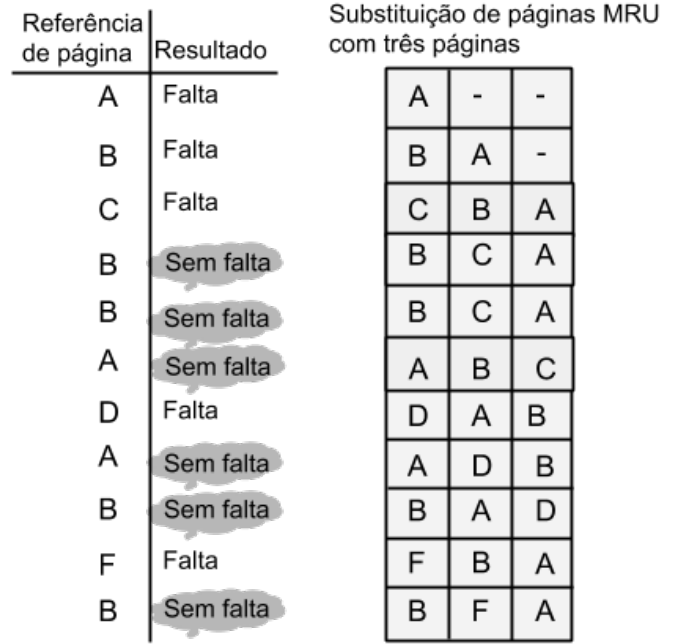 Referência
de página Resultado
Substituição de páginas MRU
com três páginas
A Falta A - -
B Falta B A -
C Falta C B A
B Sem falta B C A
B Sem falta B C A
A Sem falta A B C
D Falta D A B
A Sem falta A D B
B Sem falta B A D
F Falta F B A
B Sem falta B F A